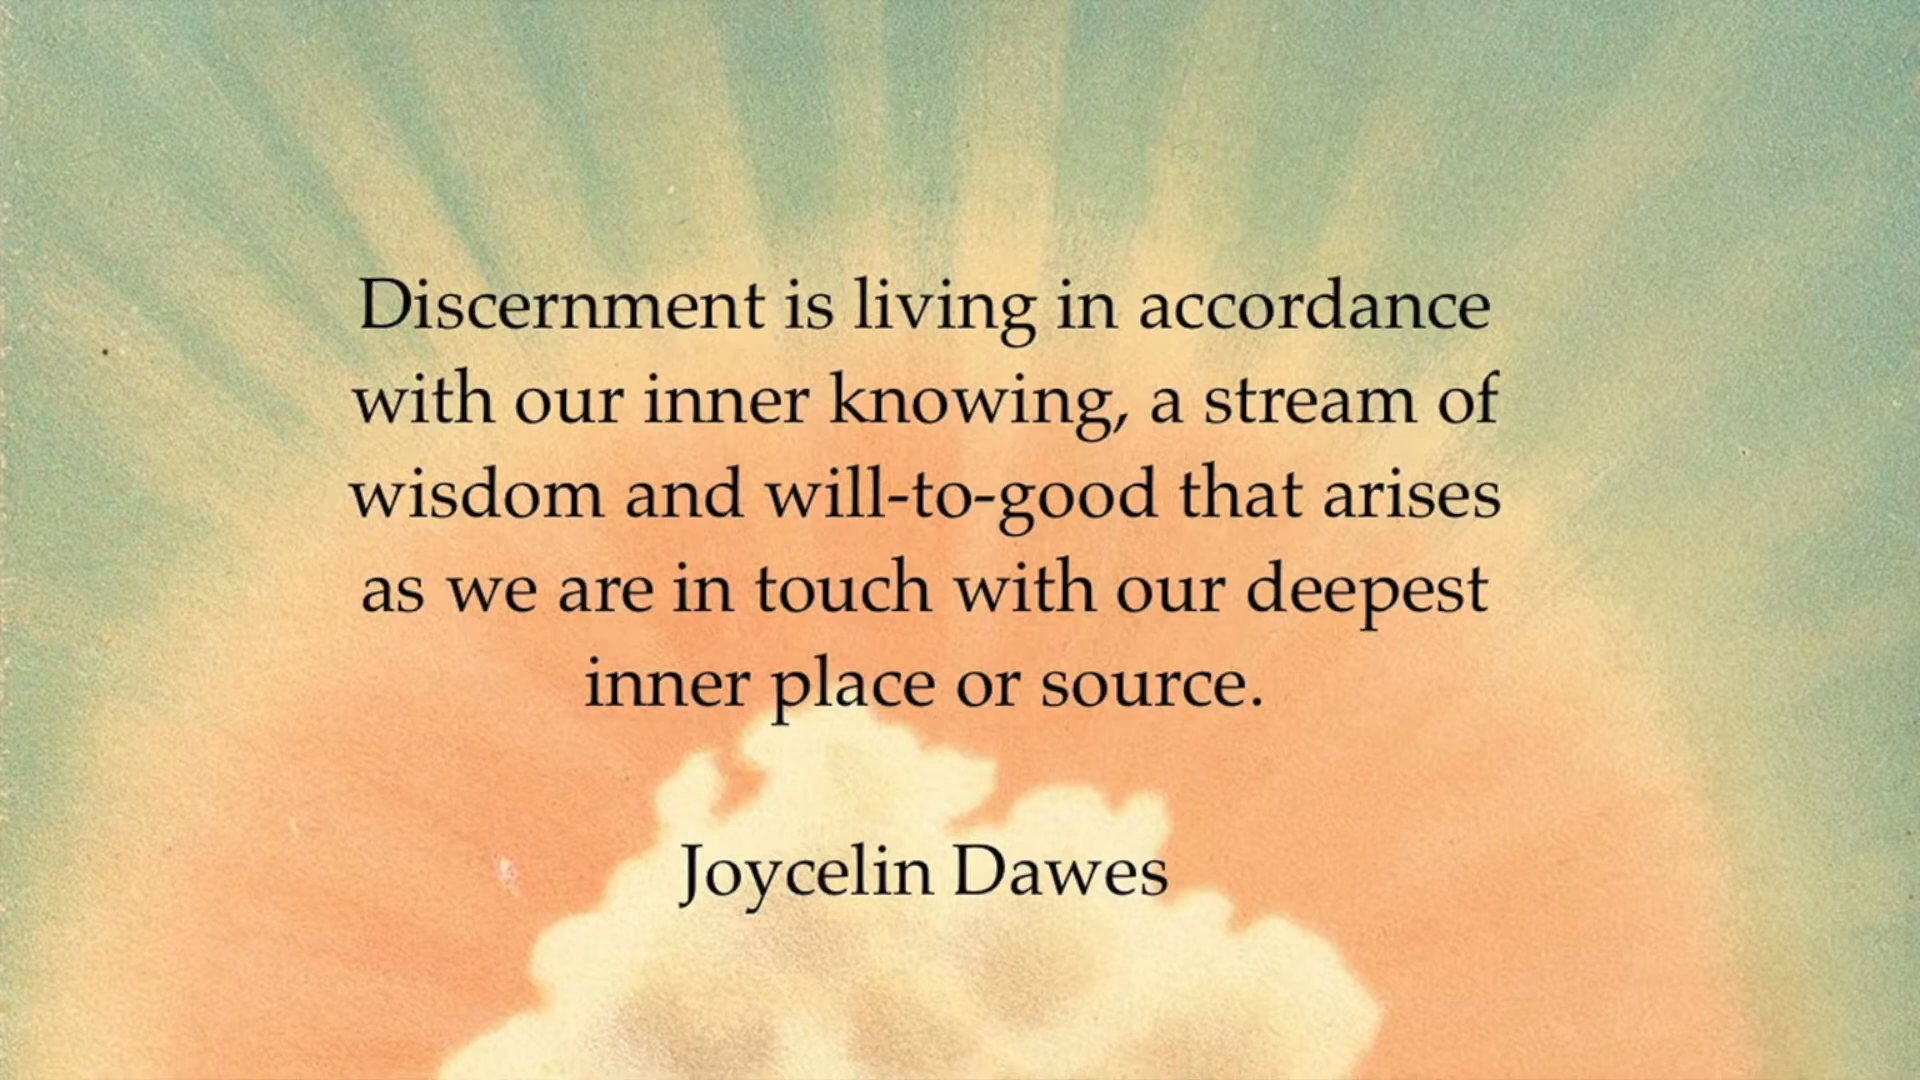 Discernment is living in accordance
with our inner knowing, a stream of
wisdom and will-to-good that arises
as we are in touch with our deepest
inner place or source.
Joycelin Dawes